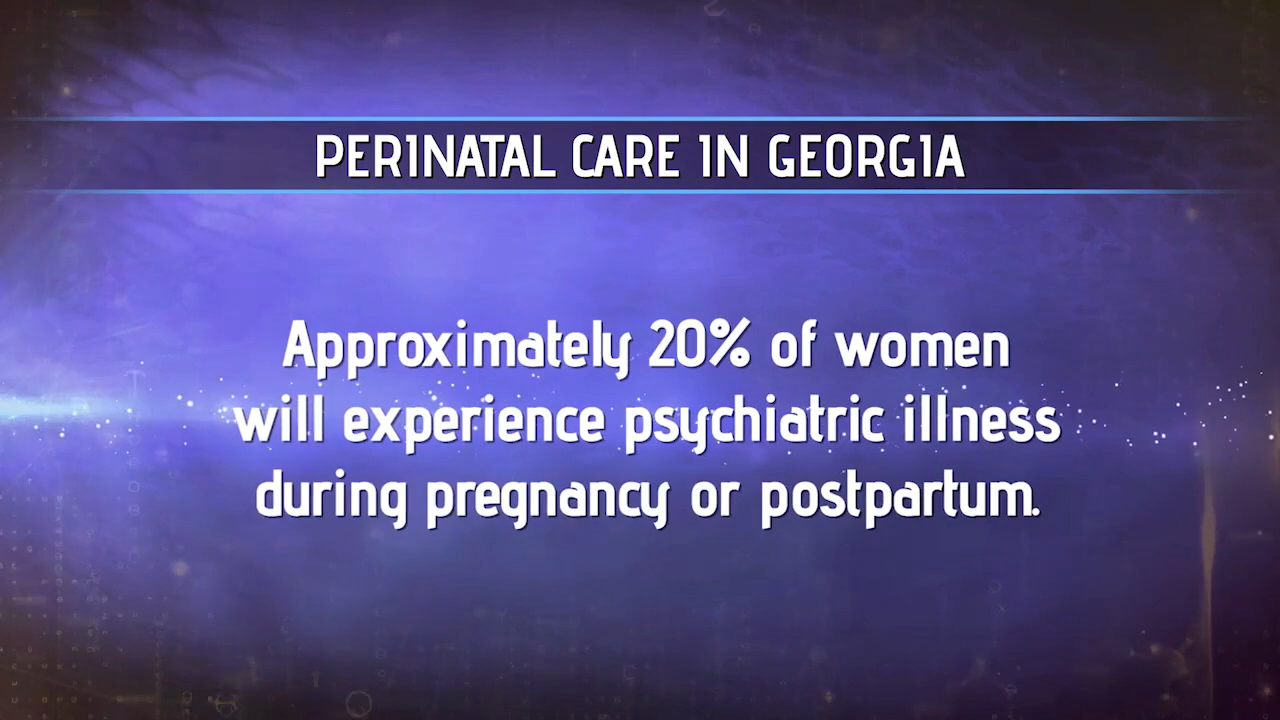 PERINATAL CARE IN GEORGIA
Approximately 20% of women
will experience psychiatric illness
during pregnancy or postpartum.